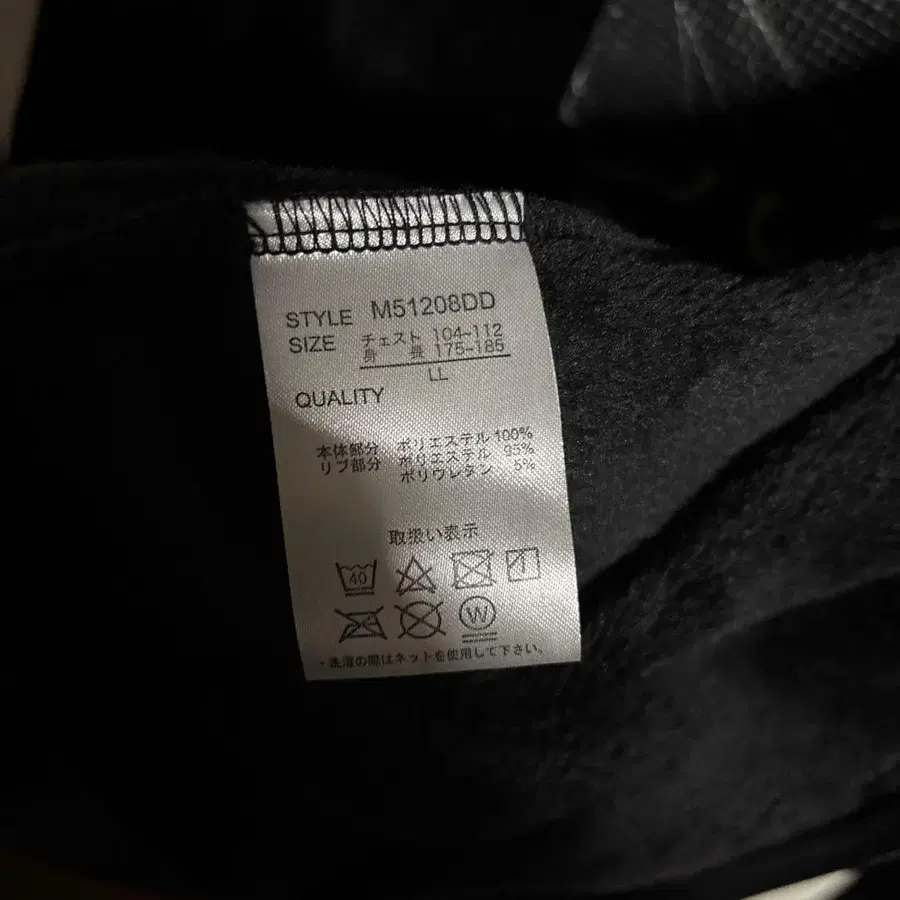 STYLE M51208DD
SIZE チェスト 104-112
身長 175-185
LL
QUALITY
本体部分 ポリエステル 100%
リブ部分 ポリエステル 95%
ポリウレタン 5%
取扱い表示
40
W
・洗濯の際はネットを使用して下さい。